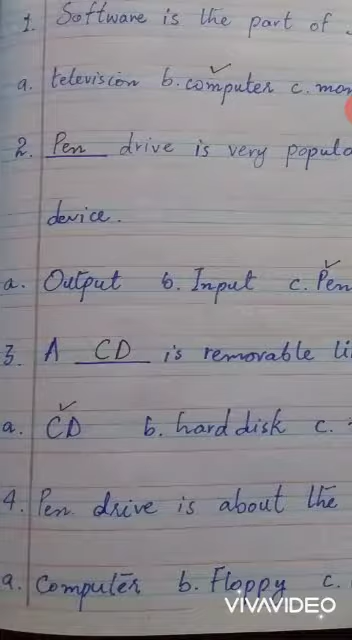 1. Software is the part of
a. television b. computer c.
2. Pen drive is very
device.
a. Output b. Input c. Pen
3. A CD is removable
a. CD b. hard disk c.
4. Pen drive is about the
a. Computer b. Floppy c.
VIVAVIDEO